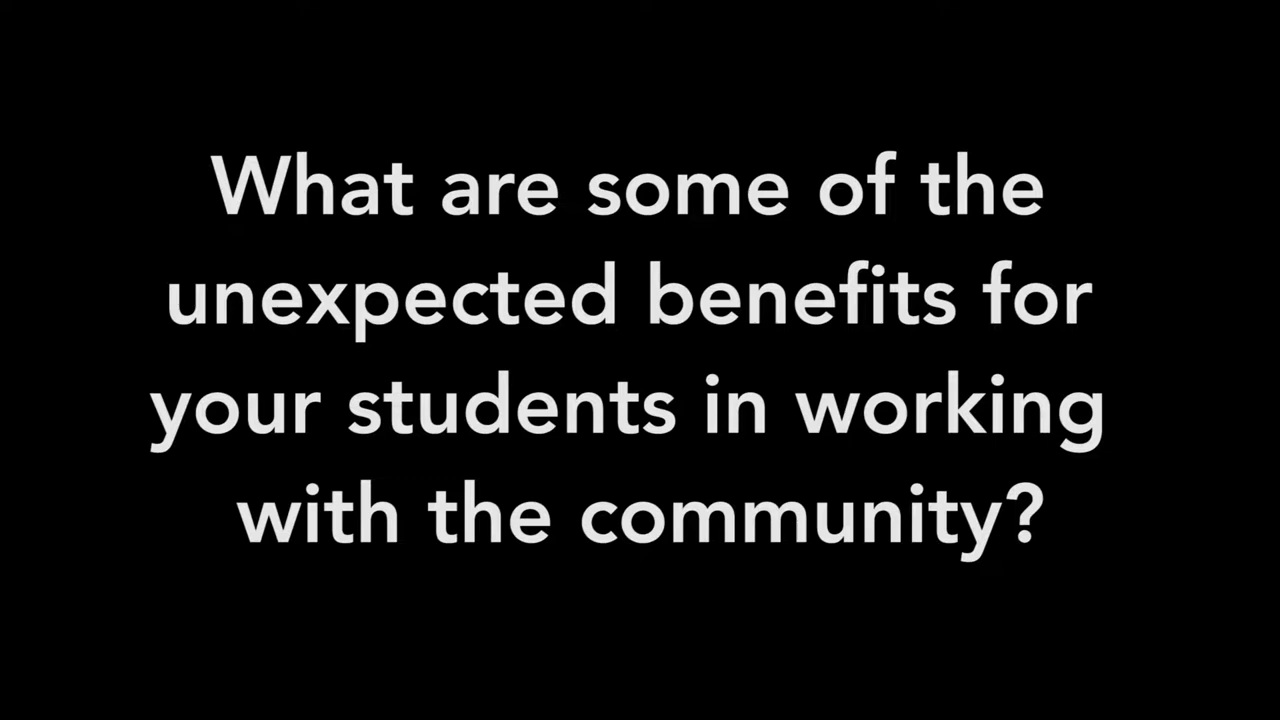 What are some of the
unexpected benefits for
your students in working
with the community?